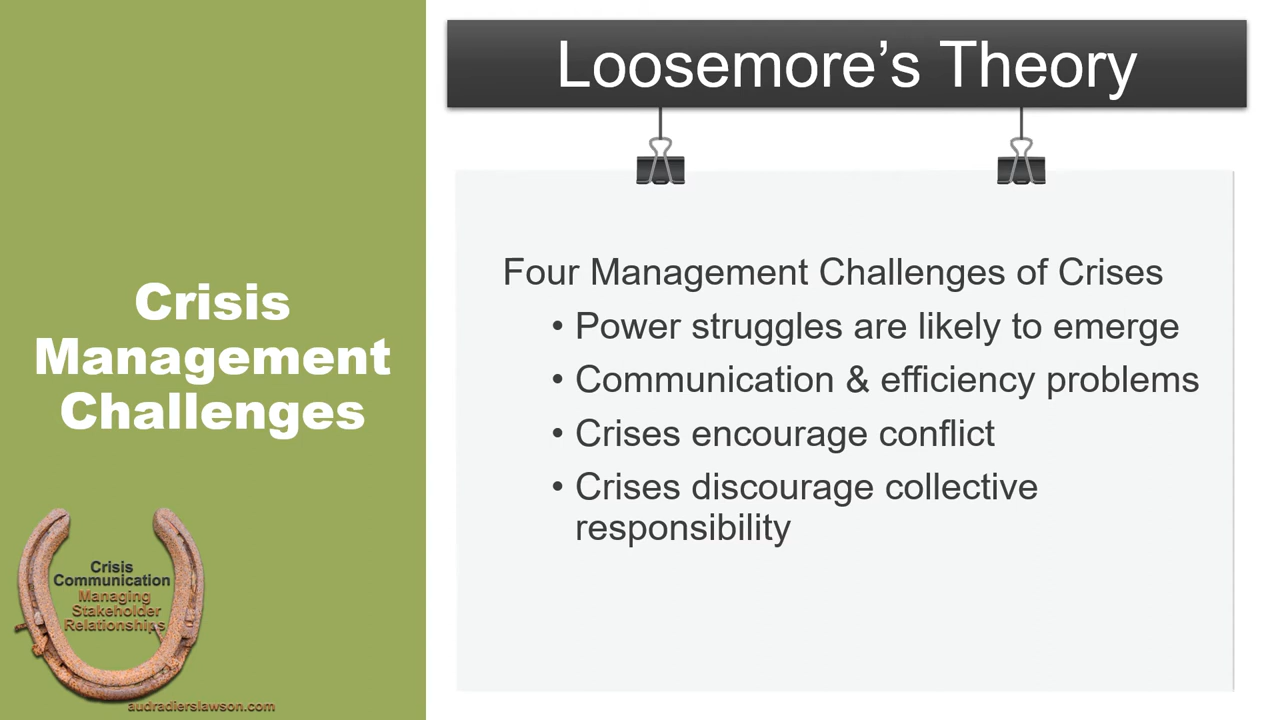 Loosemore's Theory
Four Management Challenges of Crises
• Power struggles are likely to emerge
• Communication & efficiency problems
• Crises encourage conflict
• Crises discourage collective
responsibility
Crisis
Management
Challenges
Crisis
Communication
Managing
Stakeholder
Relationships
audradierslawson.com